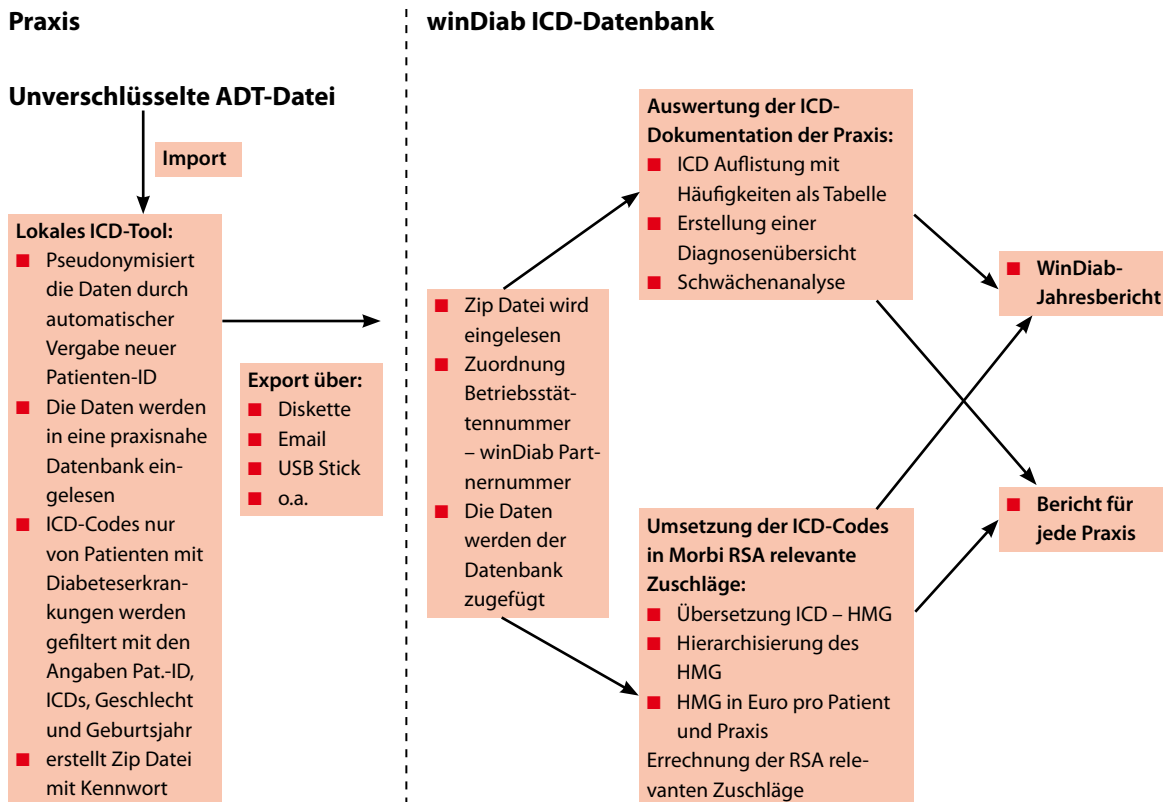 Praxis
Unverschlüsselte ADT-Datei
Import
Lokales ICD-Tool:
■ Pseudonymisiert
die Daten durch
automatischer
Vergabe neuer
Patienten-ID
■ Die Daten werden
in eine praxisnahe
Datenbank ein-
gelesen
■ ICD-Codes nur
von Patienten mit
Diabeteserkran-
kungen werden
gefiltert mit den
Angaben Pat.-ID,
ICDs, Geschlecht
und Geburtsjahr
■ erstellt Zip Datei
mit Kennwort
Export über:
■ Diskette
■ Email
■ USB Stick
■ o.a.
winDiab ICD-Datenbank
■ Zip Datei wird
eingelesen
■ Zuordnung
Betriebsstät-
tennummer
– winDiab Part-
nernummer
■ Die Daten
werden der
Datenbank
zugefügt
Auswertung der ICD-
Dokumentation der Praxis:
■ ICD Auflistung mit
Häufigkeiten als Tabelle
■ Erstellung einer
Diagnosenübersicht
■ Schwächenanalyse
Umsetzung der ICD-Codes
in Morbi RSA relevante
Zuschläge:
■ Übersetzung ICD – HMG
■ Hierarchisierung des
HMG
■ HMG in Euro pro Patient
und Praxis
Errechnung der RSA rele-
vanten Zuschläge
■ WinDiab-
Jahresbericht
■ Bericht für
jede Praxis